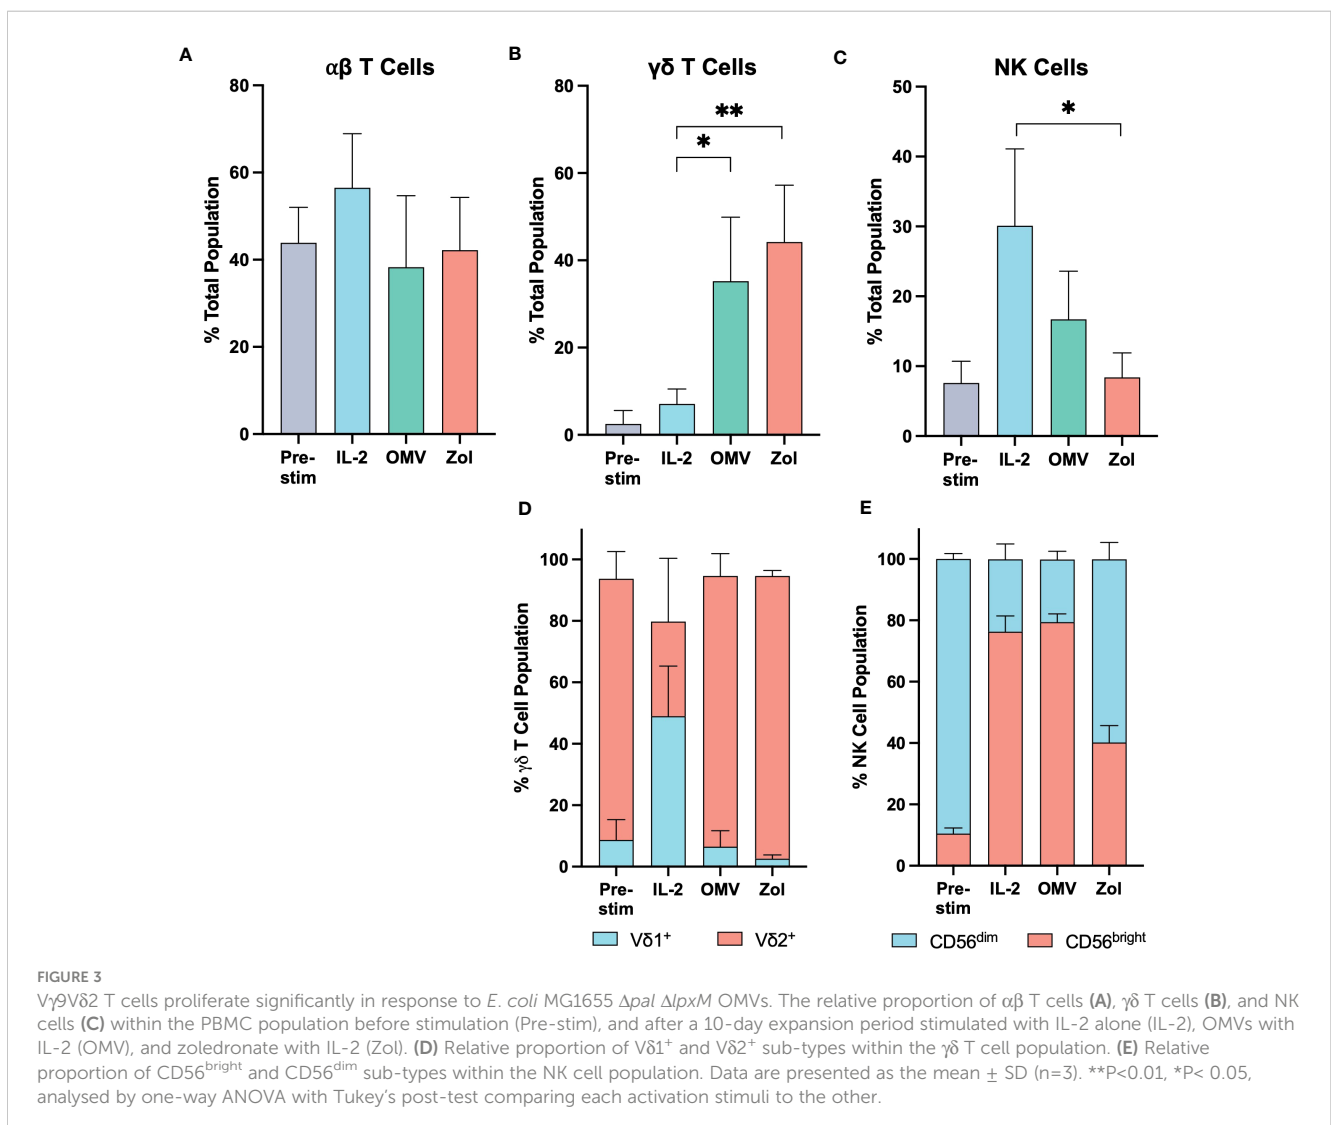 A
αβ T Cells
% Total Population
80
60
40
20
0
Pre-
stim
IL-2
OMV
Zol
B
γδ T Cells
% Total Population
80
60
40
20
0
**
*
Pre-
stim
IL-2
OMV
Zol
C
NK Cells
% Total Population
50
40
30
20
10
0
*
Pre-
stim
IL-2
OMV
Zol
D
% γδ T Cell Population
100
80
60
40
20
0
Pre-
stim
IL-2
OMV
Zol
Vδ1⁺
Vδ2⁺
E
% NK Cell Population
100
80
60
40
20
0
Pre-
stim
IL-2
OMV
Zol
CD56ᵈⁱᵐ
CD56ᵇʳⁱᵍʰᵗ
FIGURE 3
Vγ9Vδ2 T cells proliferate significantly in response to E. coli MG1655 Δpal ΔlpxM OMVs. The relative proportion of αβ T cells (A), γδ T cells (B), and NK
cells (C) within the PBMC population before stimulation (Pre-stim), and after a 10-day expansion period stimulated with IL-2 alone (IL-2), OMVs with
IL-2 (OMV), and zoledronate with IL-2 (Zol). (D) Relative proportion of Vδ1⁺ and Vδ2⁺ sub-types within the γδ T cell population. (E) Relative
proportion of CD56ᵇʳⁱᵍʰᵗ and CD56ᵈⁱᵐ sub-types within the NK cell population. Data are presented as the mean ± SD (n=3). **P<0.01, *P< 0.05,
analysed by one-way ANOVA with Tukey’s post-test comparing each activation stimuli to the other.